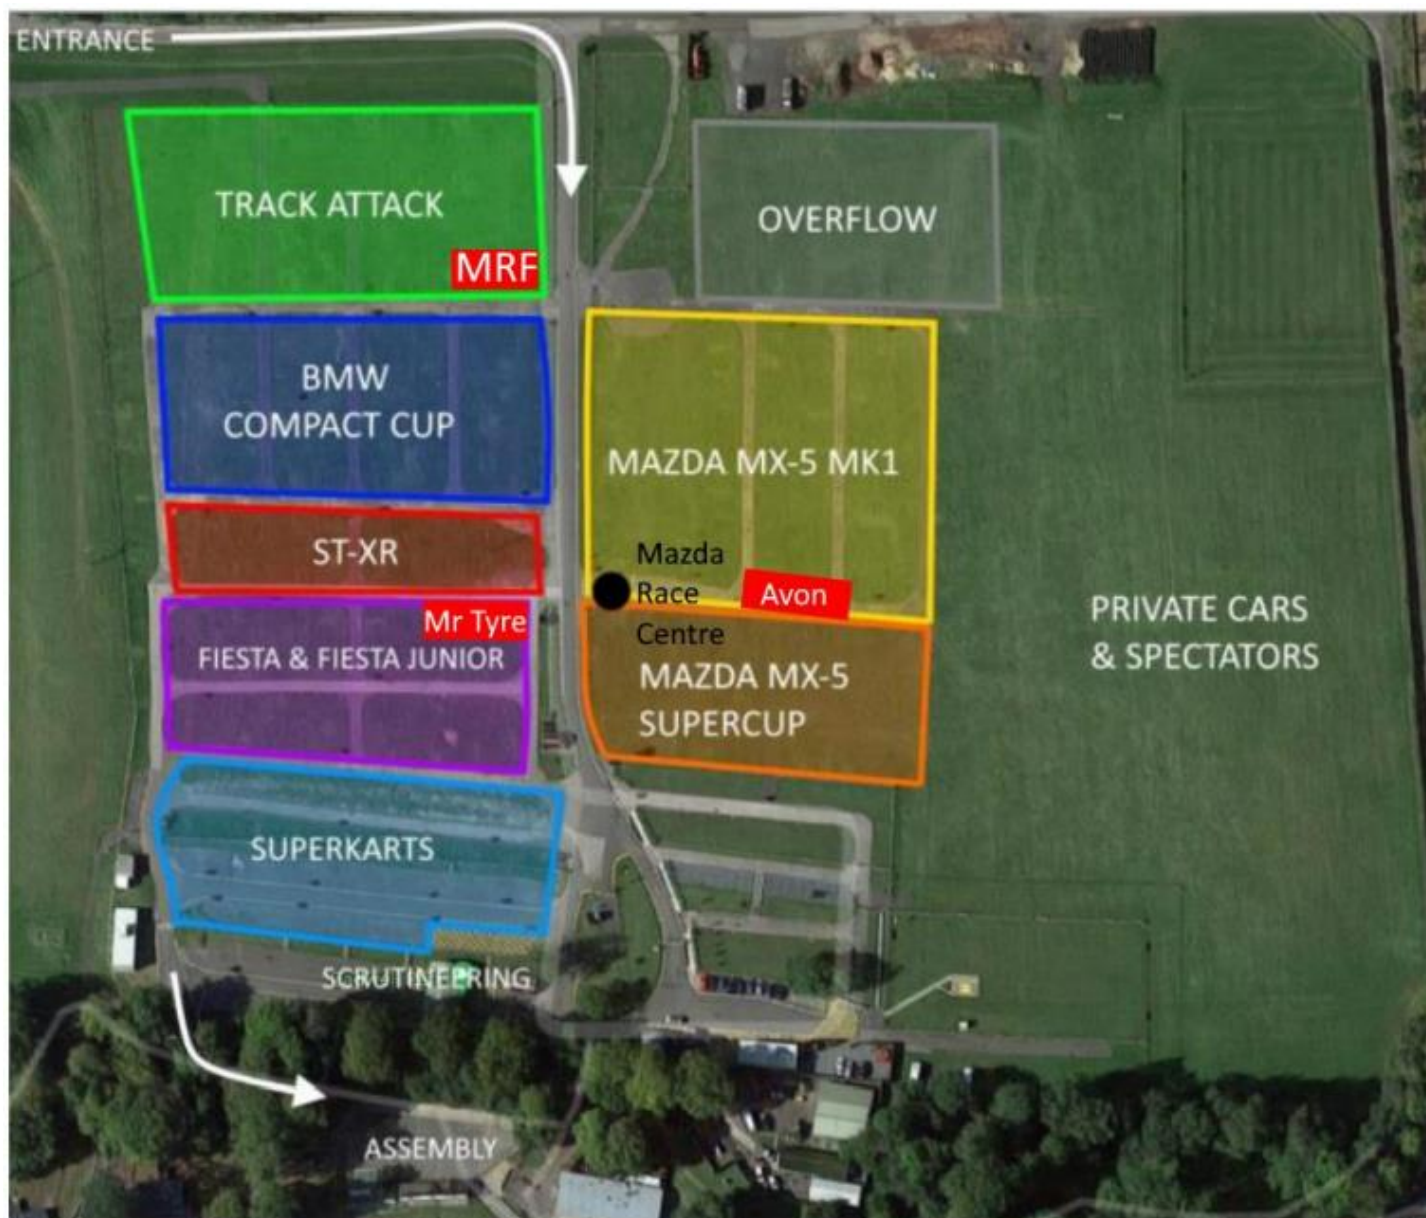 ENTRANCE
TRACK ATTACK
MRF
OVERFLOW
BMW
COMPACT CUP
MAZDA MX-5 MK1
ST-XR
Mazda
Race
Centre
Avon
Mr Tyre
FIESTA & FIESTA JUNIOR
MAZDA MX-5
SUPERCUP
PRIVATE CARS
& SPECTATORS
SUPERKARTS
SCRUTINEERING
ASSEMBLY